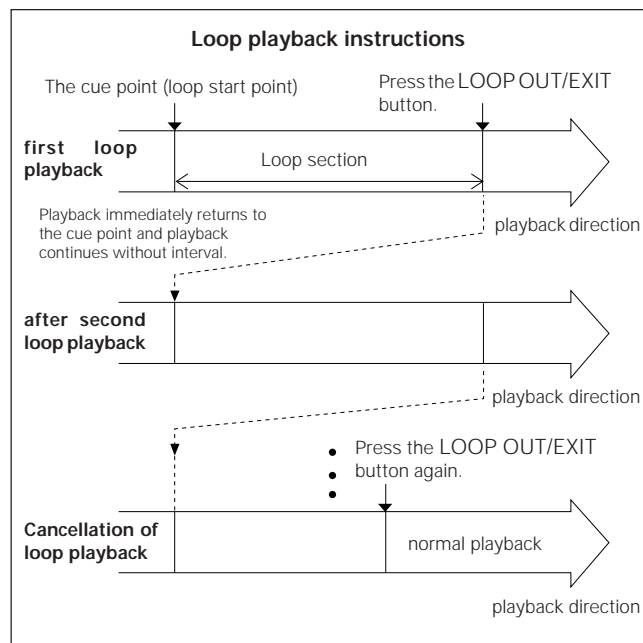 Loop playback instructions
The cue point (loop start point)
Press the LOOP OUT/EXIT
button.
first loop
playback
Loop section
Playback immediately returns to
the cue point and playback
continues without interval.
playback direction
after second
loop playback
playback direction
Press the LOOP OUT/EXIT
button again.
Cancellation of
loop playback
normal playback
playback direction